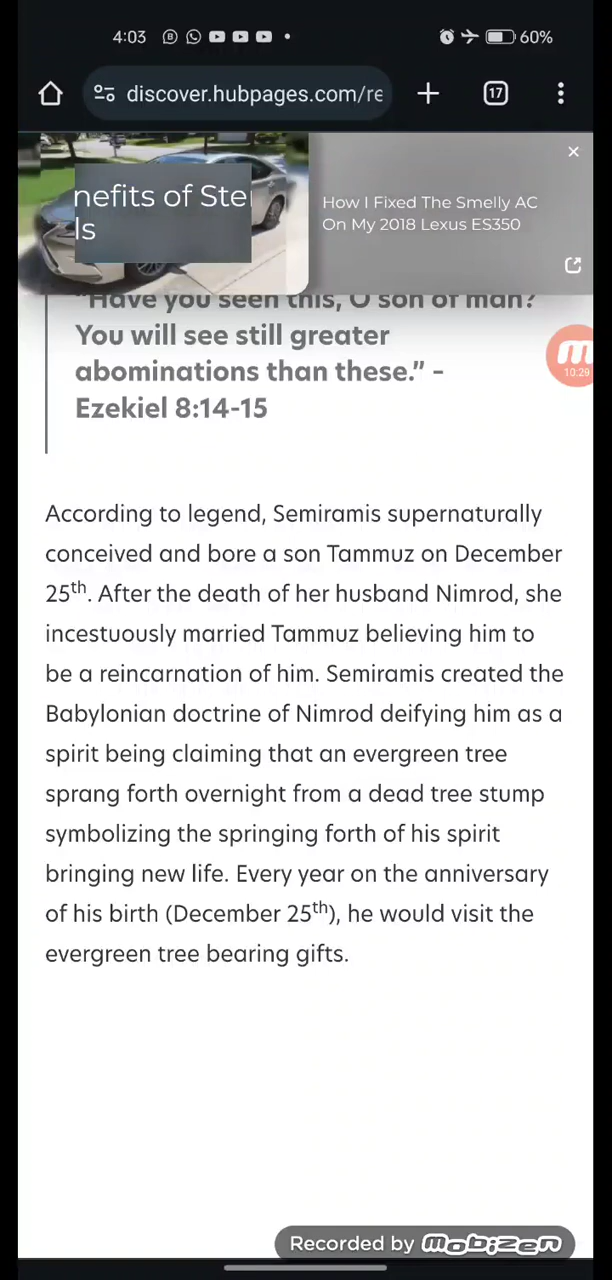 4:03
60%
discover.hubpages.com/re
17
nefits of Ste
ls
How I Fixed The Smelly AC
On My 2018 Lexus ES350
"Have you seen this, O son of man?
You will see still greater
abominations than these.” –
Ezekiel 8:14-15
10:29
According to legend, Semiramis supernaturally
conceived and bore a son Tammuz on December
25th. After the death of her husband Nimrod, she
incestuously married Tammuz believing him to
be a reincarnation of him. Semiramis created the
Babylonian doctrine of Nimrod deifying him as a
spirit being claiming that an evergreen tree
sprang forth overnight from a dead tree stump
symbolizing the springing forth of his spirit
bringing new life. Every year on the anniversary
of his birth (December 25th), he would visit the
evergreen tree bearing gifts.
Recorded by mobizen